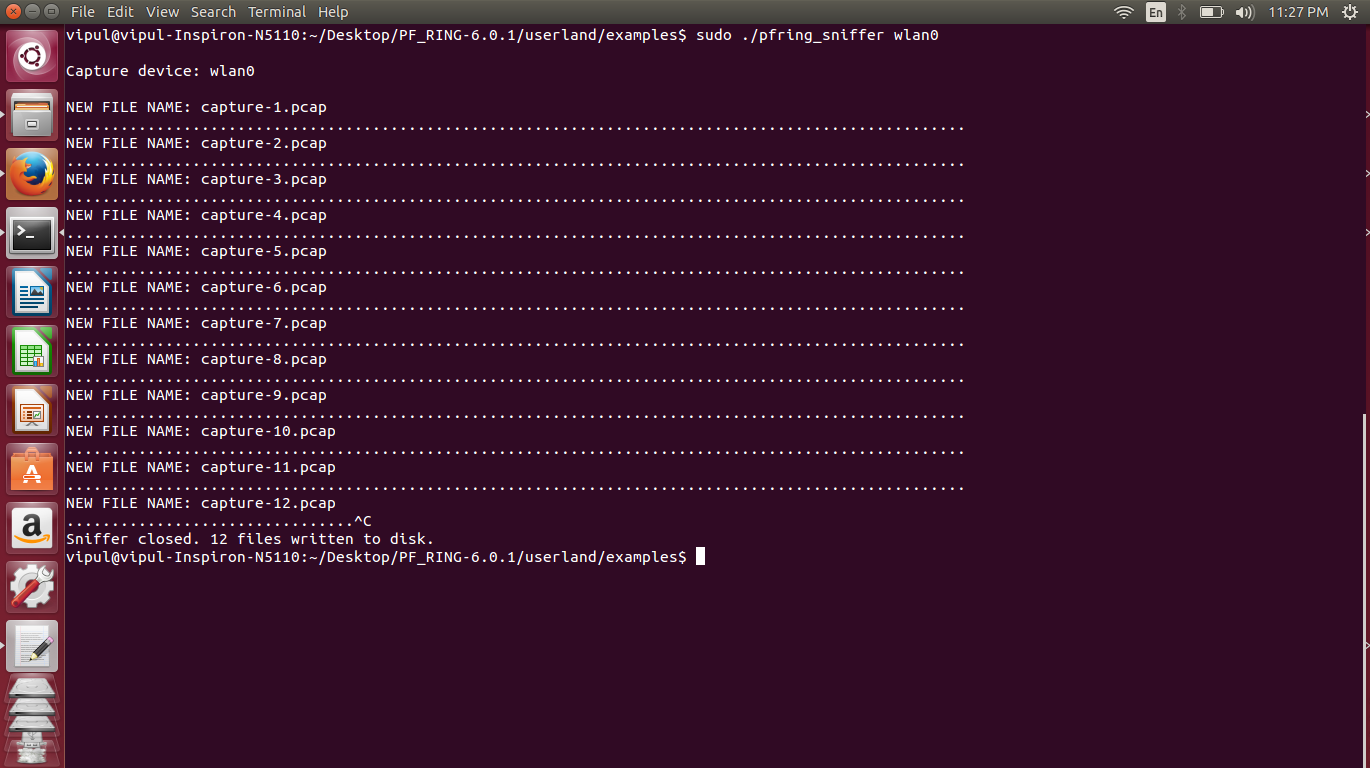 File Edit View Search Terminal Help En 11:27 PM
vipul@vipul-Inspiron-N5110:~/Desktop/PF_RING-6.0.1/userland/examples$ sudo ./pfring_sniffer wlan0
Capture device: wlan0
NEW FILE NAME: capture-1.pcap
....................................................................................................
NEW FILE NAME: capture-2.pcap
....................................................................................................
NEW FILE NAME: capture-3.pcap
....................................................................................................
NEW FILE NAME: capture-4.pcap
....................................................................................................
NEW FILE NAME: capture-5.pcap
....................................................................................................
NEW FILE NAME: capture-6.pcap
....................................................................................................
NEW FILE NAME: capture-7.pcap
....................................................................................................
NEW FILE NAME: capture-8.pcap
....................................................................................................
NEW FILE NAME: capture-9.pcap
....................................................................................................
NEW FILE NAME: capture-10.pcap
....................................................................................................
NEW FILE NAME: capture-11.pcap
....................................................................................................
NEW FILE NAME: capture-12.pcap
................................^C
Sniffer closed. 12 files written to disk.
vipul@vipul-Inspiron-N5110:~/Desktop/PF_RING-6.0.1/userland/examples$